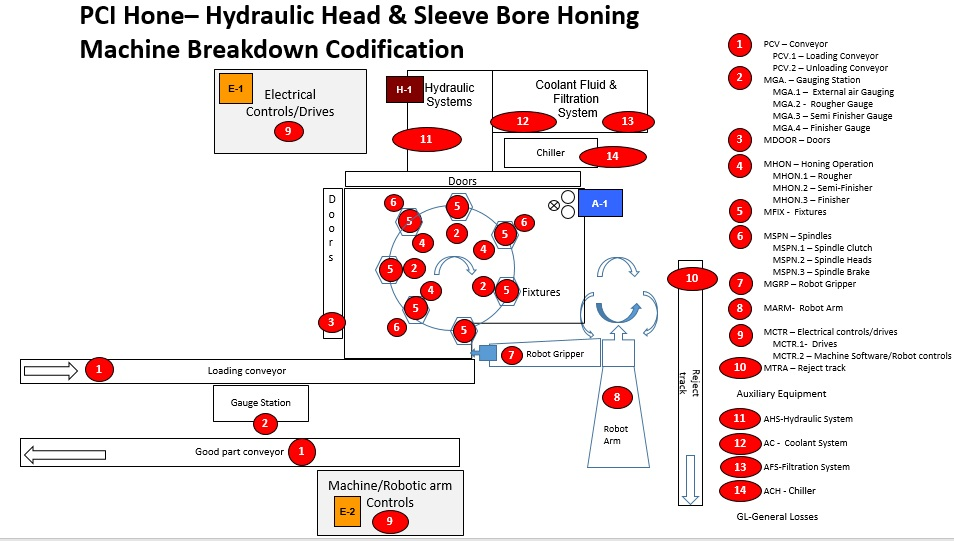 PCI Hone– Hydraulic Head & Sleeve Bore Honing
Machine Breakdown Codification
E-1
Electrical
Controls/Drives
9
H-1
Hydraulic
Systems
11
Coolant Fluid &
Filtration
System
12
13
Chiller
14
Doors
Doors
3
A-1
6
5
5
6
5
4
2
4
5
2
4
2
5
5
6
5
Fixtures
7
Robot Gripper
8
Robot
Arm
10
Reject
track
1
Loading conveyor
Gauge Station
2
Good part conveyor
1
Machine/Robotic arm
Controls
E-2
9
1
PCV – Conveyor
PCV.1 – Loading Conveyor
PCV.2 – Unloading Conveyor
2
MGA. – Gauging Station
MGA.1 – External air Gauging
MGA.2 - Rougher Gauge
MGA.3 – Semi Finisher Gauge
MGA.4 – Finisher Gauge
3
MDOOR – Doors
4
MHON – Honing Operation
MHON.1 – Rougher
MHON.2 – Semi-Finisher
MHON.3 – Finisher
5
MFIX - Fixtures
6
MSPN – Spindles
MSPN.1 – Spindle Clutch
MSPN.2 – Spindle Heads
MSPN.3 – Spindle Brake
7
MGRP – Robot Gripper
8
MARM- Robot Arm
9
MCTR – Electrical controls/drives
MCTR.1- Drives
MCTR.2 – Machine Software/Robot controls
10
MTRA – Reject track
Auxiliary Equipment
11
AHS-Hydraulic System
12
AC - Coolant System
13
AFS-Filtration System
14
ACH - Chiller
GL-General Losses